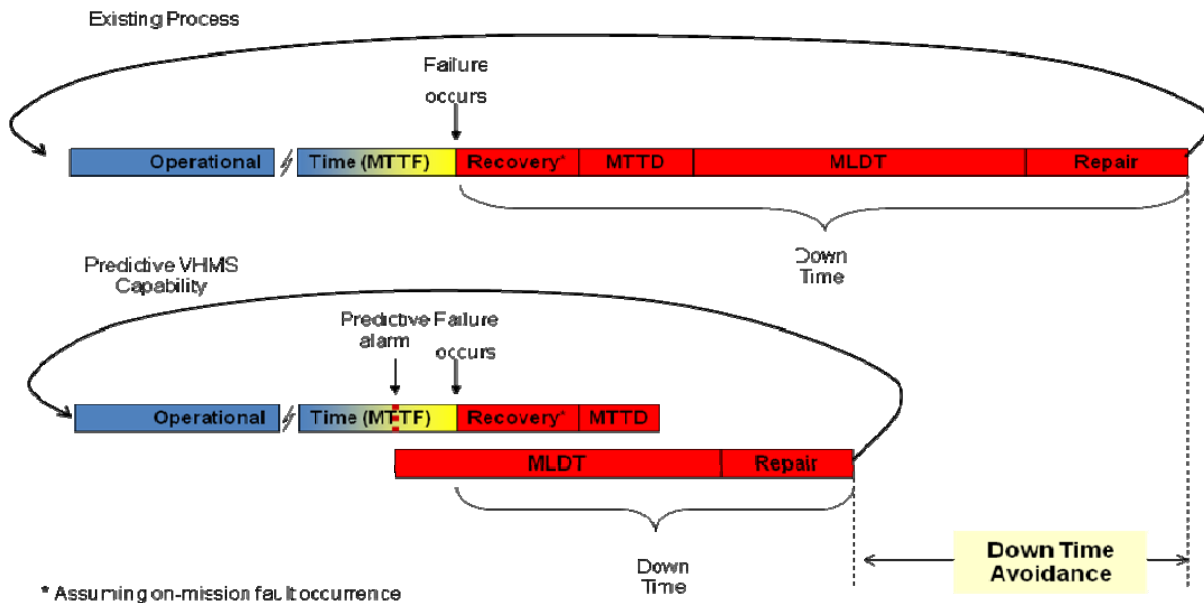 Existing Process
Failure
occurs
Operational
Time (MTTF)
Recovery*
MTTD
MLDT
Repair
Down
Time
Predictive VHMS
Capability
Predictive
alarm
Failure
occurs
Operational
Time (MTTF)
Recovery*
MTTD
MLDT
Repair
Down
Time
Down Time
Avoidance
* Assuming on-mission fault occurrence